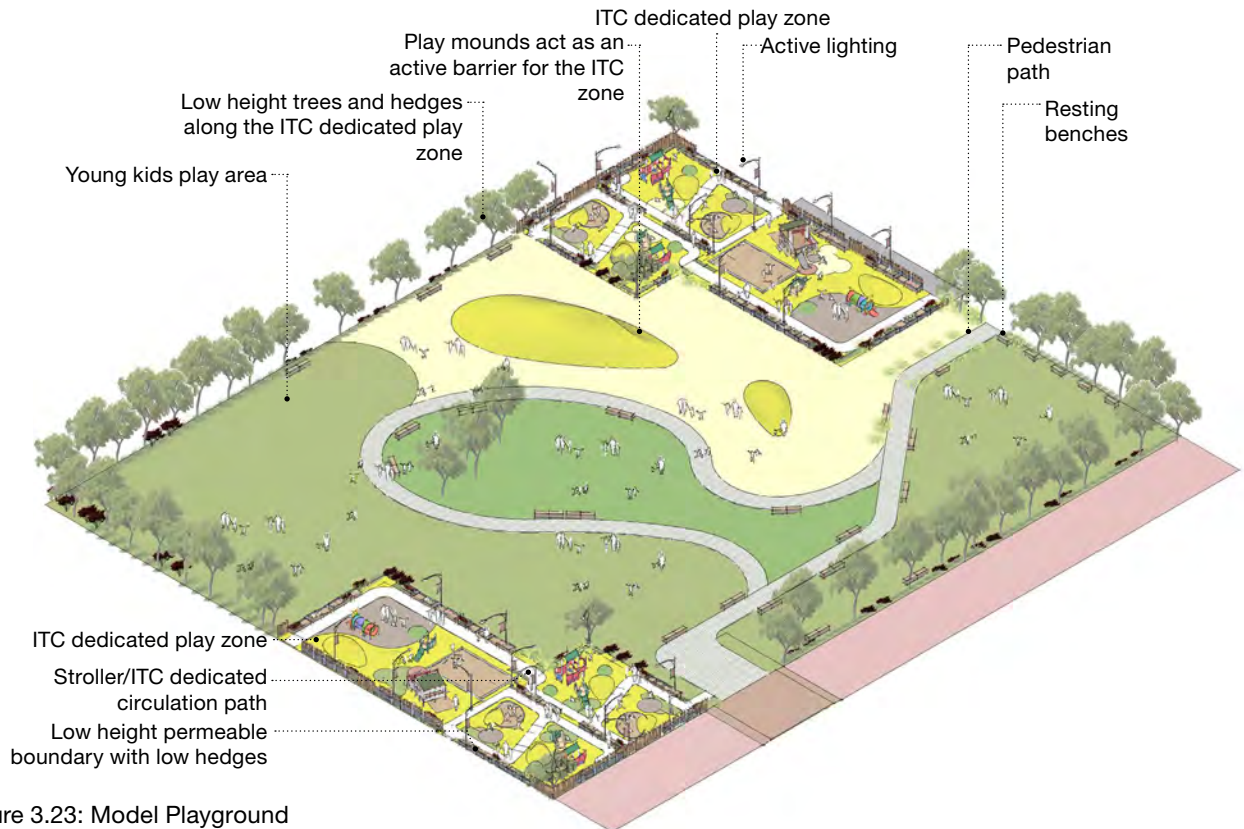 ITC dedicated play zone
Play mounds act as an
active barrier for the ITC
zone
Active lighting
Pedestrian
path
Low height trees and hedges
along the ITC dedicated play
zone
Resting
benches
Young kids play area
ITC dedicated play zone
Stroller/ITC dedicated
circulation path
Low height permeable
boundary with low hedges
ure 3.23: Model Playground